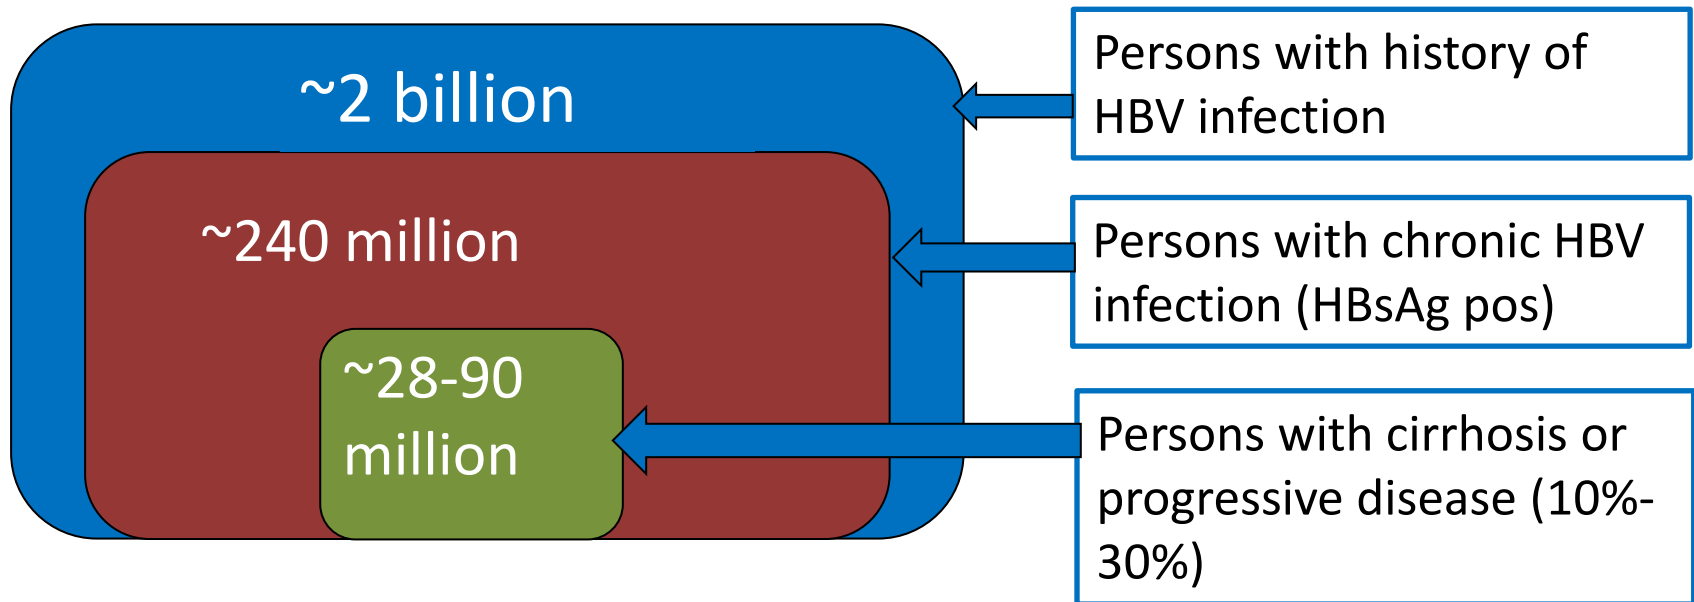 ~2 billion
Persons with history of
HBV infection
~240 million
Persons with chronic HBV
infection (HBsAg pos)
~28-90
million
Persons with cirrhosis or
progressive disease (10%-
30%)